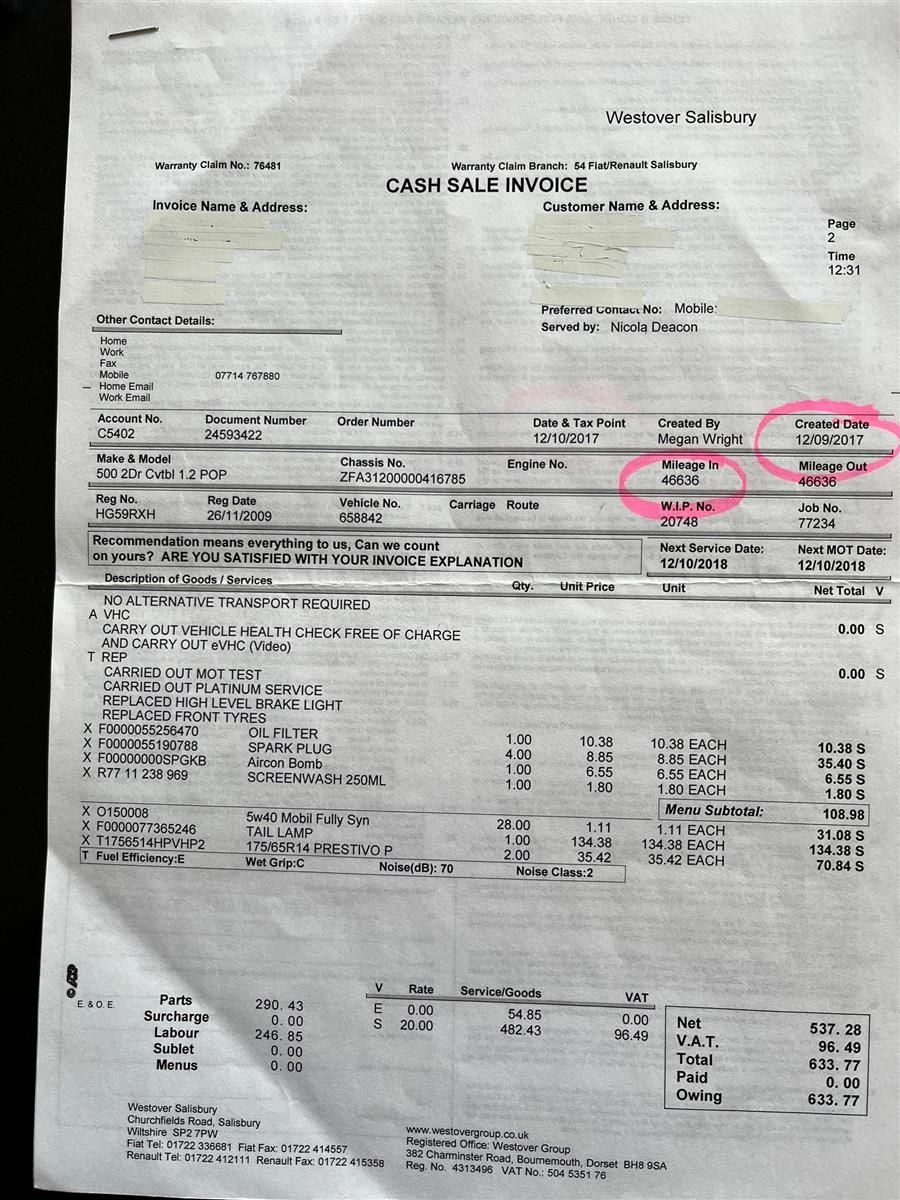 Westover Salisbury
Warranty Claim No.: 76481 Warranty Claim Branch: 54 Fiat/Renault Salisbury
CASH SALE INVOICE
Invoice Name & Address: Customer Name & Address:
Page
2
Time
12:31
Preferred Contact No: Mobile:
Served by: Nicola Deacon
Other Contact Details:
Home
Work
Fax
Mobile 07714 767880
Home Email
Work Email
Account No. Document Number Order Number Date & Tax Point Created By Created Date
C5402 24593422 12/10/2017 Megan Wright 12/09/2017
Make & Model Chassis No. Engine No. Mileage In Mileage Out
500 2Dr Cvtbl 1.2 POP ZFA31200000416785 46636 46636
Reg No. Reg Date Vehicle No. Carriage Route W.I.P. No. Job No.
HG59RXH 26/11/2009 658842 20748 77234
Recommendation means everything to us, Can we count
on yours? ARE YOU SATISFIED WITH YOUR INVOICE EXPLANATION
Next Service Date: Next MOT Date:
12/10/2018 12/10/2018
Description of Goods / Services Qty. Unit Price Unit Net Total V
NO ALTERNATIVE TRANSPORT REQUIRED
A VHC 0.00 S
CARRY OUT VEHICLE HEALTH CHECK FREE OF CHARGE
AND CARRY OUT eVHC (Video)
T REP 0.00 S
CARRIED OUT MOT TEST
CARRIED OUT PLATINUM SERVICE
REPLACED HIGH LEVEL BRAKE LIGHT
REPLACED FRONT TYRES
X F0000055256470 OIL FILTER 1.00 10.38 10.38 EACH 10.38 S
X F0000055190788 SPARK PLUG 4.00 8.85 8.85 EACH 35.40 S
X F00000000SPGKB Aircon Bomb 1.00 6.55 6.55 EACH 6.55 S
X R77 11 238 969 SCREENWASH 250ML 1.00 1.80 1.80 EACH 1.80 S
Menu Subtotal: 108.98
X O150008 5w40 Mobil Fully Syn 28.00 1.11 1.11 EACH 31.08 S
X F0000077365246 TAIL LAMP 1.00 134.38 134.38 EACH 134.38 S
X T1756514HPVHP2 175/65R14 PRESTIVO P 2.00 35.42 35.42 EACH 70.84 S
T Fuel Efficiency:E Wet Grip:C Noise(dB): 70 Noise Class:2
E. & O. E.
Parts 290.43
Surcharge 0.00
Labour 246.85
Sublet 0.00
Menus 0.00
V Rate Service/Goods VAT
E 0.00 54.85 0.00
S 20.00 482.43 96.49
Net 537.28
V.A.T. 96.49
Total 633.77
Paid 0.00
Owing 633.77
Westover Salisbury
Churchfields Road, Salisbury
Wiltshire SP2 7PW
Fiat Tel: 01722 336681 Fiat Fax: 01722 414557
Renault Tel: 01722 412111 Renault Fax: 01722 415358
www.westovergroup.co.uk
Registered Office: Westover Group
382 Charminster Road, Bournemouth, Dorset BH8 9SA
Reg. No. 4313496 VAT No.: 504 5351 76